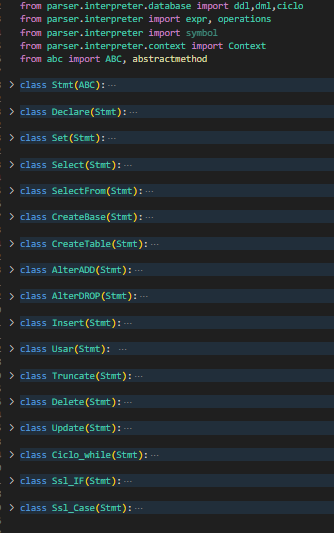 from parser.interpreter.database import ddl,dml,ciclo
from parser.interpreter import expr, operations
from parser.interpreter import symbol
from parser.interpreter.context import Context
from abc import ABC, abstractmethod
class Stmt(ABC): ···
class Declare(Stmt): ···
class Set(Stmt): ···
class Select(Stmt): ···
class SelectFrom(Stmt): ···
class CreateBase(Stmt): ···
class CreateTable(Stmt): ···
class AlterADD(Stmt): ···
class AlterDROP(Stmt): ···
class Insert(Stmt): ···
class Usar(Stmt): ···
class Truncate(Stmt): ···
class Delete(Stmt): ···
class Update(Stmt): ···
class Ciclo_while(Stmt): ···
class Ssl_IF(Stmt): ···
class Ssl_Case(Stmt): ···